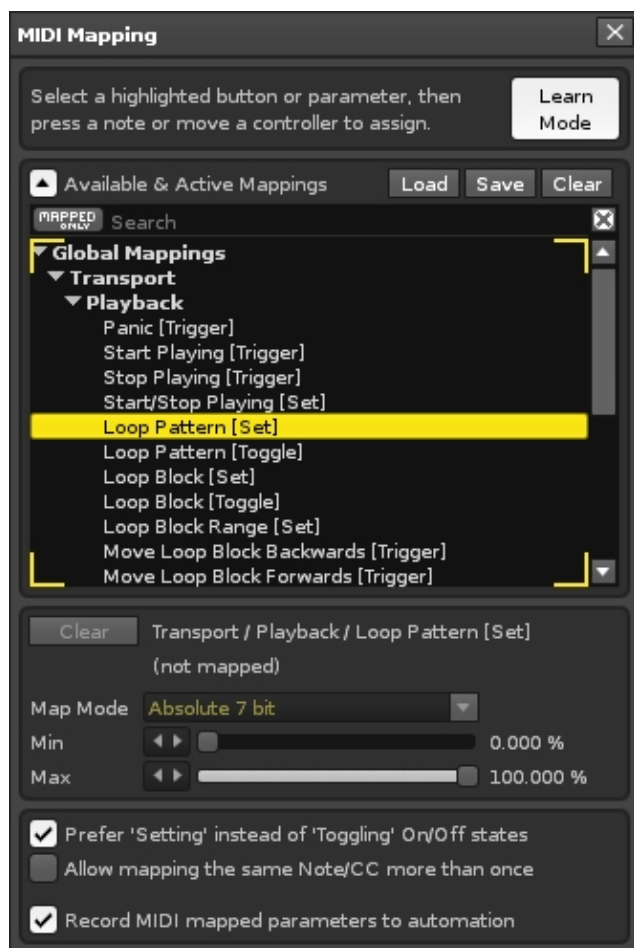 MIDI Mapping
Select a highlighted button or parameter, then
press a note or move a controller to assign.
Learn
Mode
Available & Active Mappings
Load
Save
Clear
MAPPED
ONLY
Search
Global Mappings
Transport
Playback
Panic [Trigger]
Start Playing [Trigger]
Stop Playing [Trigger]
Start/Stop Playing [Set]
Loop Pattern [Set]
Loop Pattern [Toggle]
Loop Block [Set]
Loop Block [Toggle]
Loop Block Range [Set]
Move Loop Block Backwards [Trigger]
Move Loop Block Forwards [Trigger]
Clear
Transport / Playback / Loop Pattern [Set]
(not mapped)
Map Mode
Absolute 7 bit
Min
0.000 %
Max
100.000 %
Prefer 'Setting' instead of 'Toggling' On/Off states
Allow mapping the same Note/CC more than once
Record MIDI mapped parameters to automation